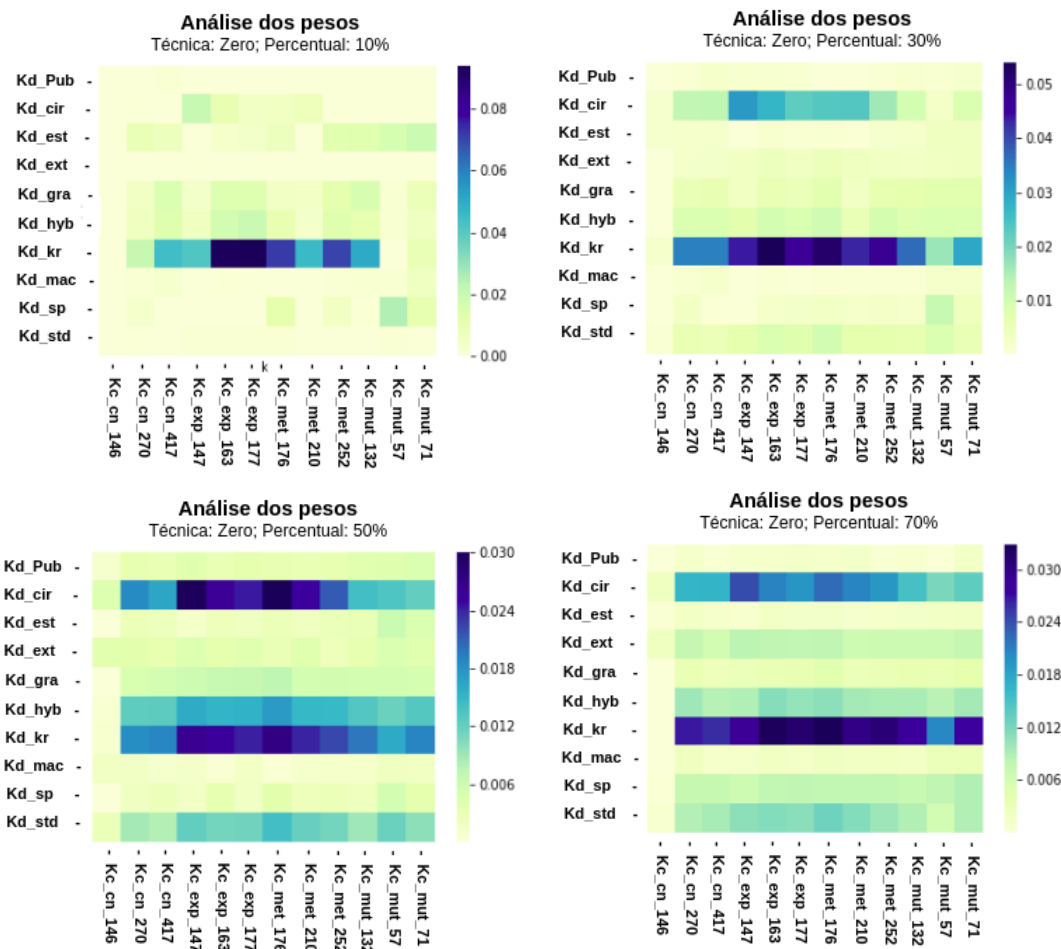 Análise dos pesos
Técnica: Zero; Percentual: 10%
Kd_Pub -
Kd_cir -
Kd_est -
Kd_ext -
Kd_gra -
Kd_hyb -
Kd_kr -
Kd_mac -
Kd_sp -
Kd_std -
0.08
0.06
0.04
0.02
0.00
k
- Kc_cn_146
- Kc_cn_270
- Kc_cn_417
- Kc_exp_147
- Kc_exp_163
- Kc_exp_177
- Kc_met_176
- Kc_met_210
- Kc_met_252
- Kc_mut_132
- Kc_mut_57
- Kc_mut_71
Análise dos pesos
Técnica: Zero; Percentual: 30%
Kd_Pub -
Kd_cir -
Kd_est -
Kd_ext -
Kd_gra -
Kd_hyb -
Kd_kr -
Kd_mac -
Kd_sp -
Kd_std -
0.05
0.04
0.03
0.02
0.01
- Kc_cn_146
- Kc_cn_270
- Kc_cn_417
- Kc_exp_147
- Kc_exp_163
- Kc_exp_177
- Kc_met_176
- Kc_met_210
- Kc_met_252
- Kc_mut_132
- Kc_mut_57
- Kc_mut_71
Análise dos pesos
Técnica: Zero; Percentual: 50%
Kd_Pub -
Kd_cir -
Kd_est -
Kd_ext -
Kd_gra -
Kd_hyb -
Kd_kr -
Kd_mac -
Kd_sp -
Kd_std -
0.030
0.024
0.018
0.012
0.006
- Kc_cn_146
- Kc_cn_270
- Kc_cn_417
- Kc_exp_147
- Kc_exp_163
- Kc_exp_177
- Kc_met_176
- Kc_met_210
- Kc_met_252
- Kc_mut_132
- Kc_mut_57
- Kc_mut_71
Análise dos pesos
Técnica: Zero; Percentual: 70%
Kd_Pub -
Kd_cir -
Kd_est -
Kd_ext -
Kd_gra -
Kd_hyb -
Kd_kr -
Kd_mac -
Kd_sp -
Kd_std -
0.030
0.024
0.018
0.012
0.006
- Kc_cn_146
- Kc_cn_270
- Kc_cn_417
- Kc_exp_147
- Kc_exp_163
- Kc_exp_177
- Kc_met_176
- Kc_met_210
- Kc_met_252
- Kc_mut_132
- Kc_mut_57
- Kc_mut_71